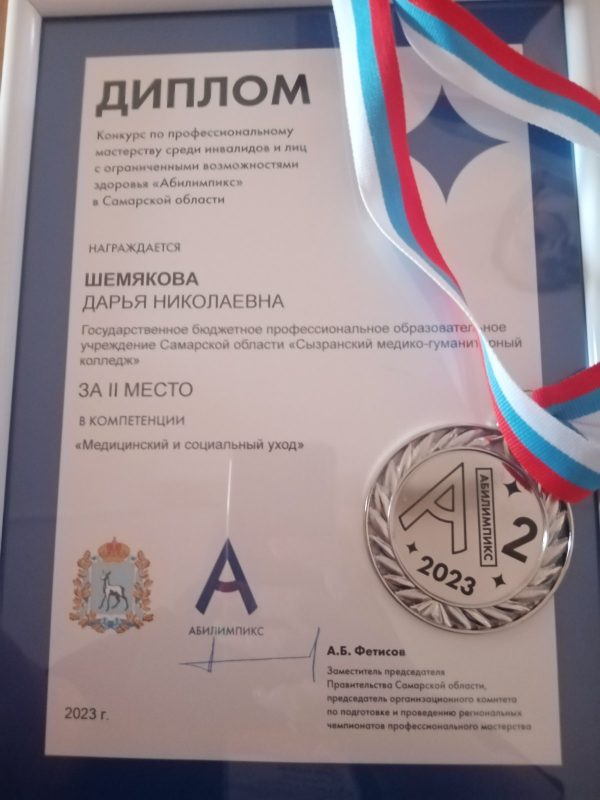 ДИПЛОМ
Конкурс по профессиональному
мастерству среди инвалидов и лиц
с ограниченными возможностями
здоровья «Абилимпикс»
в Самарской области
НАГРАЖДАЕТСЯ
ШЕМЯКОВА
ДАРЬЯ НИКОЛАЕВНА
Государственное бюджетное профессиональное образовательное
учреждение Самарской области «Сызранский медико-гуманитарный
колледж»
ЗА II МЕСТО
В КОМПЕТЕНЦИИ
«Медицинский и социальный уход»
АБИЛИМПИКС
2
2023
АБИЛИМПИКС
А.Б. Фетисов
Заместитель председателя
Правительства Самарской области,
председатель организационного комитета
по подготовке и проведению региональных
чемпионатов профессионального мастерства
2023 г.